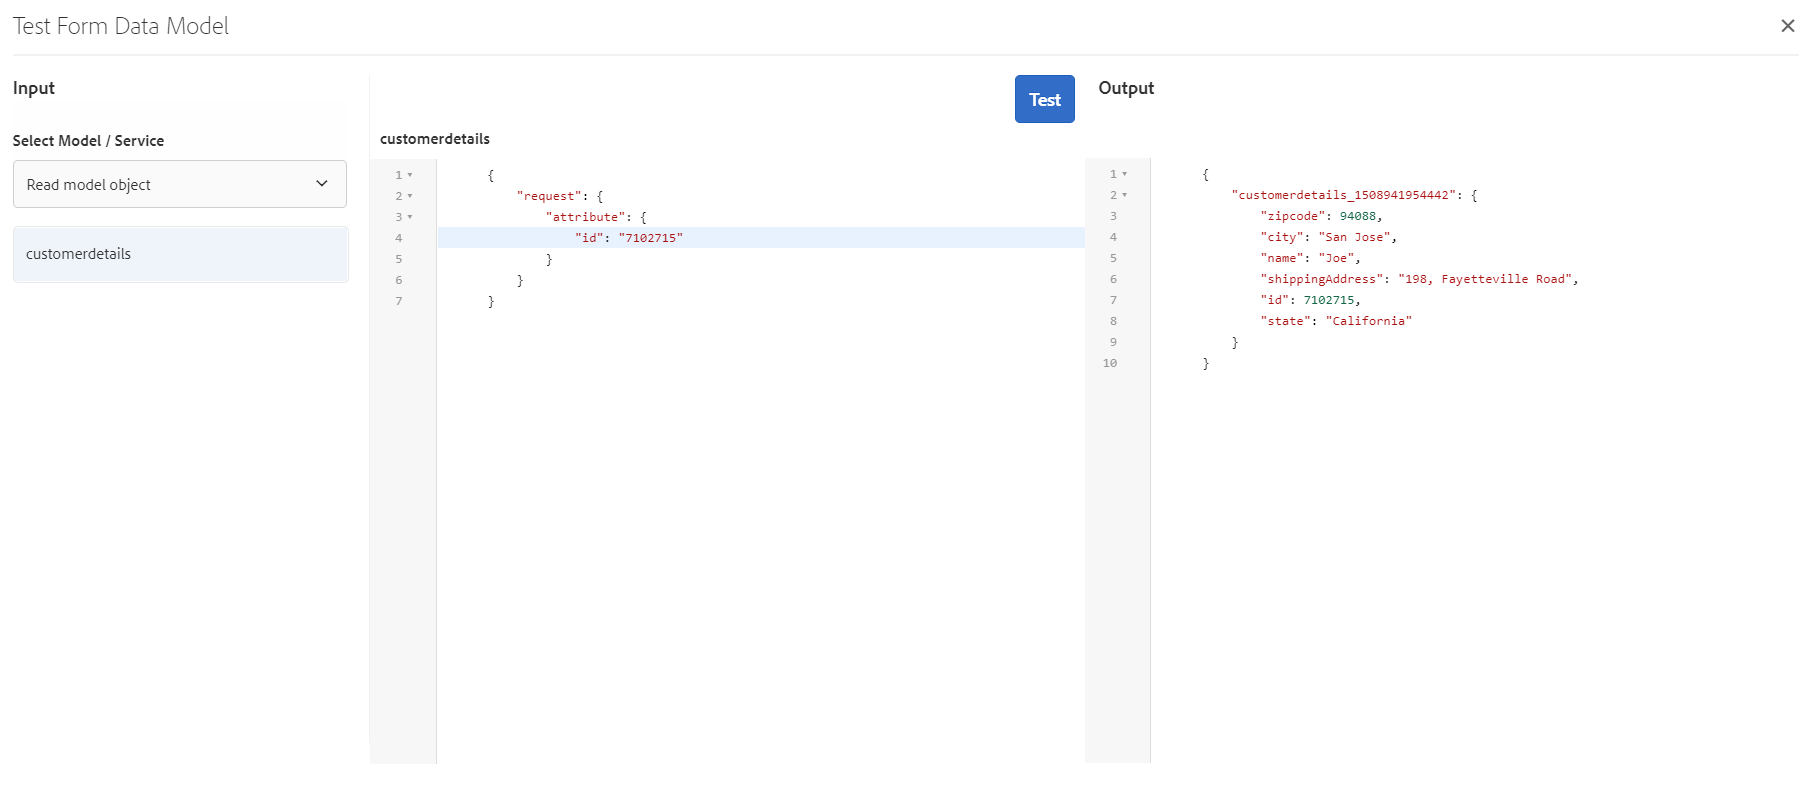 Test Form Data Model
Input
Select Model / Service
Read model object
customerdetails
Test
customerdetails
1 {
2 "request": {
3 "attribute": {
4 "id": "7102715"
5 }
6 }
7 }
Output
1 {
2 "customerdetails_1508941954442": {
3 "zipcode": 94088,
4 "city": "San Jose",
5 "name": "Joe",
6 "shippingAddress": "198, Fayetteville Road",
7 "id": 7102715,
8 "state": "California"
9 }
10 }